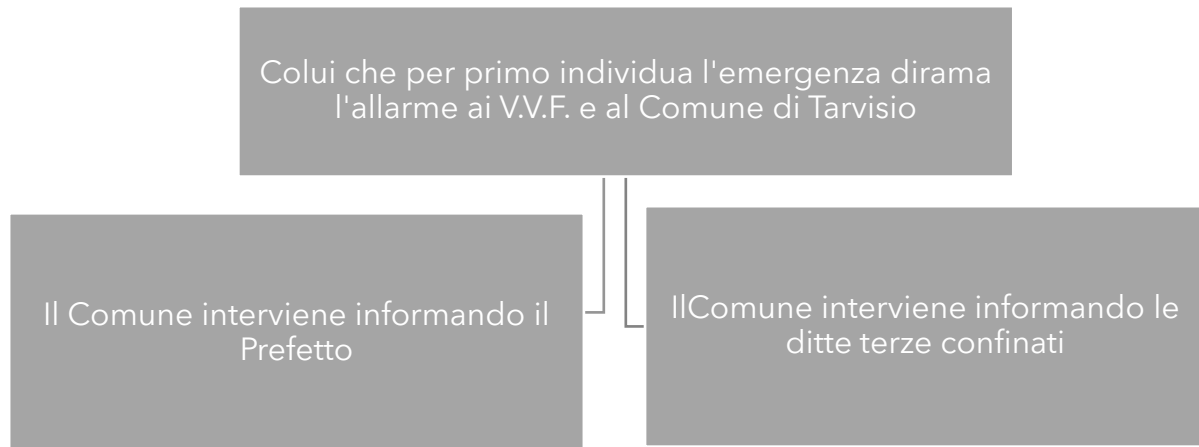 Colui che per primo individua l'emergenza dirama
l'allarme ai V.V.F. e al Comune di Tarvisio
Il Comune interviene informando il
Prefetto
IlComune interviene informando le
ditte terze confinati